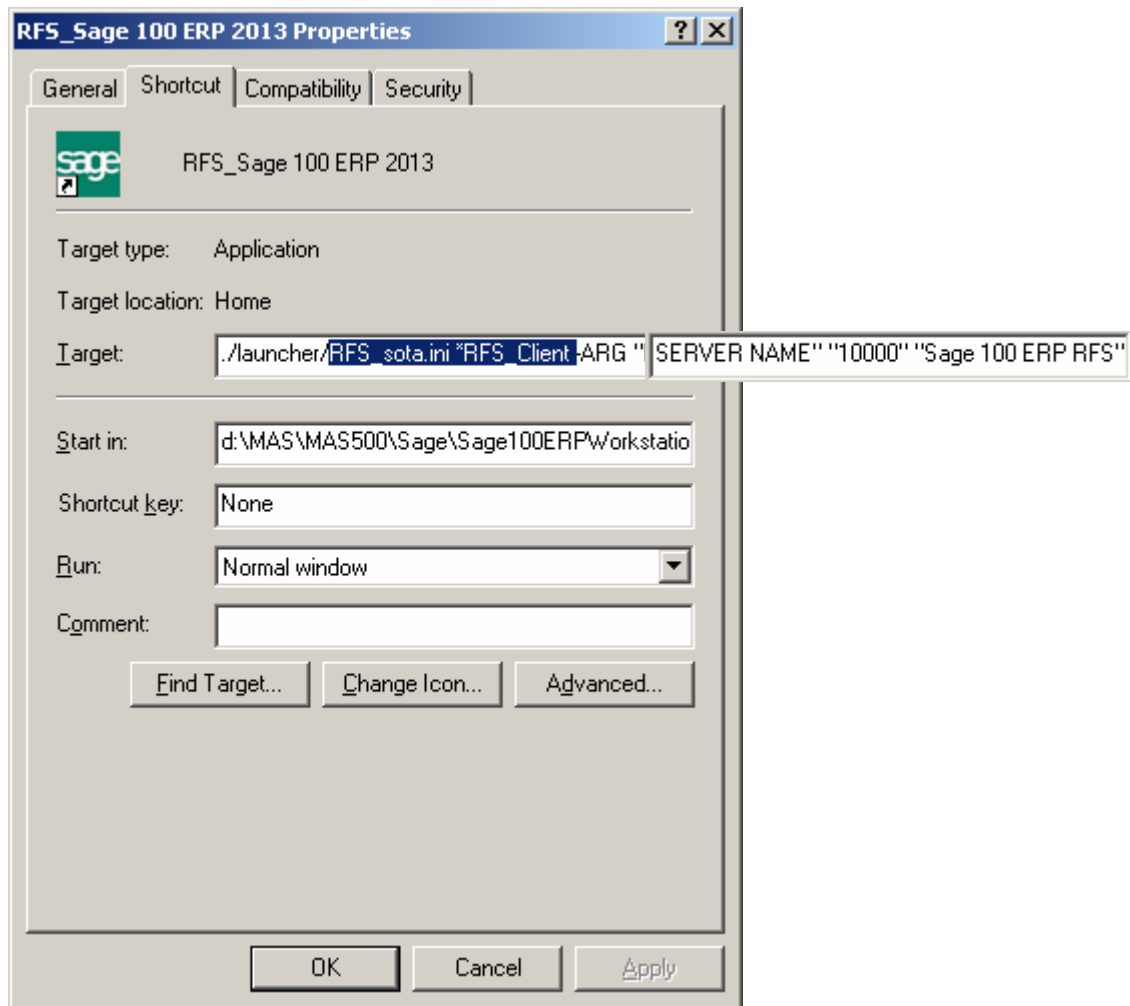 RFS_Sage 100 ERP 2013 Properties
General Shortcut Compatibility Security
sage RFS_Sage 100 ERP 2013
Target type: Application
Target location: Home
Target: ./launcher/RFS_sota.ini *RFS_Client -ARG " SERVER NAME" "10000" "Sage 100 ERP RFS"
Start in: d:\MAS\MAS500\Sage\Sage100ERPWorkstatio
Shortcut key: None
Run: Normal window
Comment:
Find Target... Change Icon... Advanced...
OK Cancel Apply